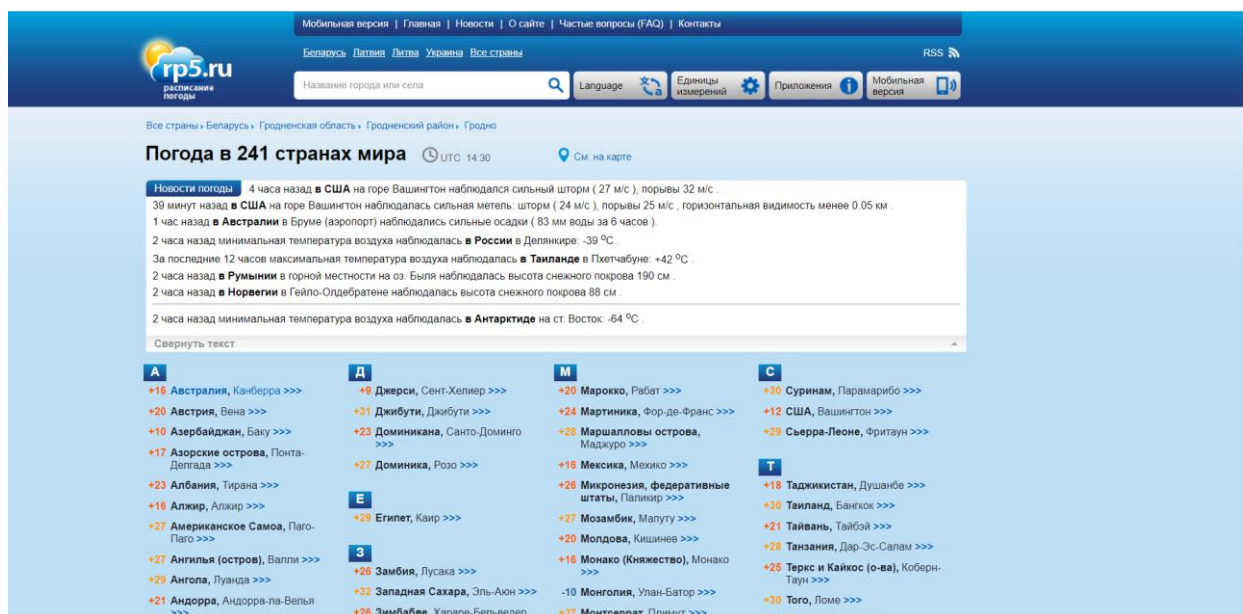 Мобильная версия | Главная | Новости | О сайте | Частые вопросы (FAQ) | Контакты
rp5.ru
расписание
погоды
Беларусь Латвия Литва Украина Все страны
RSS
Название города или села
Language
Единицы
измерений
Приложения
Мобильная
версия
Все страны › Беларусь › Гродненская область › Гродненский район › Гродно
Погода в 241 странах мира UTC 14:30 См. на карте
Новости погоды 4 часа назад в США на горе Вашингтон наблюдался сильный шторм ( 27 м/с ), порывы 32 м/с .
39 минут назад в США на горе Вашингтон наблюдалась сильная метель: шторм ( 24 м/с ), порывы 25 м/с , горизонтальная видимость менее 0.05 км .
1 час назад в Австралии в Бруме (аэропорт) наблюдались сильные осадки ( 83 мм воды за 6 часов ).
2 часа назад минимальная температура воздуха наблюдалась в России в Делянкире: -39 ⁰C .
За последние 12 часов максимальная температура воздуха наблюдалась в Таиланде в Пхетчабуне: +42 ⁰C .
2 часа назад в Румынии в горной местности на оз. Быля наблюдалась высота снежного покрова 190 см .
2 часа назад в Норвегии в Гейло-Олдебратене наблюдалась высота снежного покрова 88 см .
2 часа назад минимальная температура воздуха наблюдалась в Антарктиде на ст. Восток: -64 ⁰C .
Свернуть текст
А
+16 Австралия, Канберра >>>
+20 Австрия, Вена >>>
+10 Азербайджан, Баку >>>
+17 Азорские острова, Понта-
Делгада >>>
+23 Албания, Тирана >>>
+16 Алжир, Алжир >>>
+27 Американское Самоа, Паго-
Паго >>>
+27 Ангилья (остров), Валли >>>
+29 Ангола, Луанда >>>
+21 Андорра, Андорра-ла-Велья
>>>
Д
+9 Джерси, Сент-Хелиер >>>
+31 Джибути, Джибути >>>
+23 Доминикана, Санто-Доминго
>>>
+27 Доминика, Розо >>>
Е
+29 Египет, Каир >>>
З
+26 Замбия, Лусака >>>
+32 Западная Сахара, Эль-Аюн >>>
+26 Зимбабве, Хараре-Бельведер
М
+20 Марокко, Рабат >>>
+24 Мартиника, Фор-де-Франс >>>
+28 Маршалловы острова,
Маджуро >>>
+16 Мексика, Мехико >>>
+26 Микронезия, федеративные
штаты, Паликир >>>
+27 Мозамбик, Мапуту >>>
+20 Молдова, Кишинев >>>
+16 Монако (Княжество), Монако
>>>
-10 Монголия, Улан-Батор >>>
+27 Монтсеррат, Плимут >>>
С
+30 Суринам, Парамарибо >>>
+12 США, Вашингтон >>>
+29 Сьерра-Леоне, Фритаун >>>
Т
+18 Таджикистан, Душанбе >>>
+30 Таиланд, Бангкок >>>
+21 Тайвань, Тайбэй >>>
+28 Танзания, Дар-Эс-Салам >>>
+25 Теркс и Кайкос (о-ва), Коберн-
Таун >>>
+30 Того, Ломе >>>